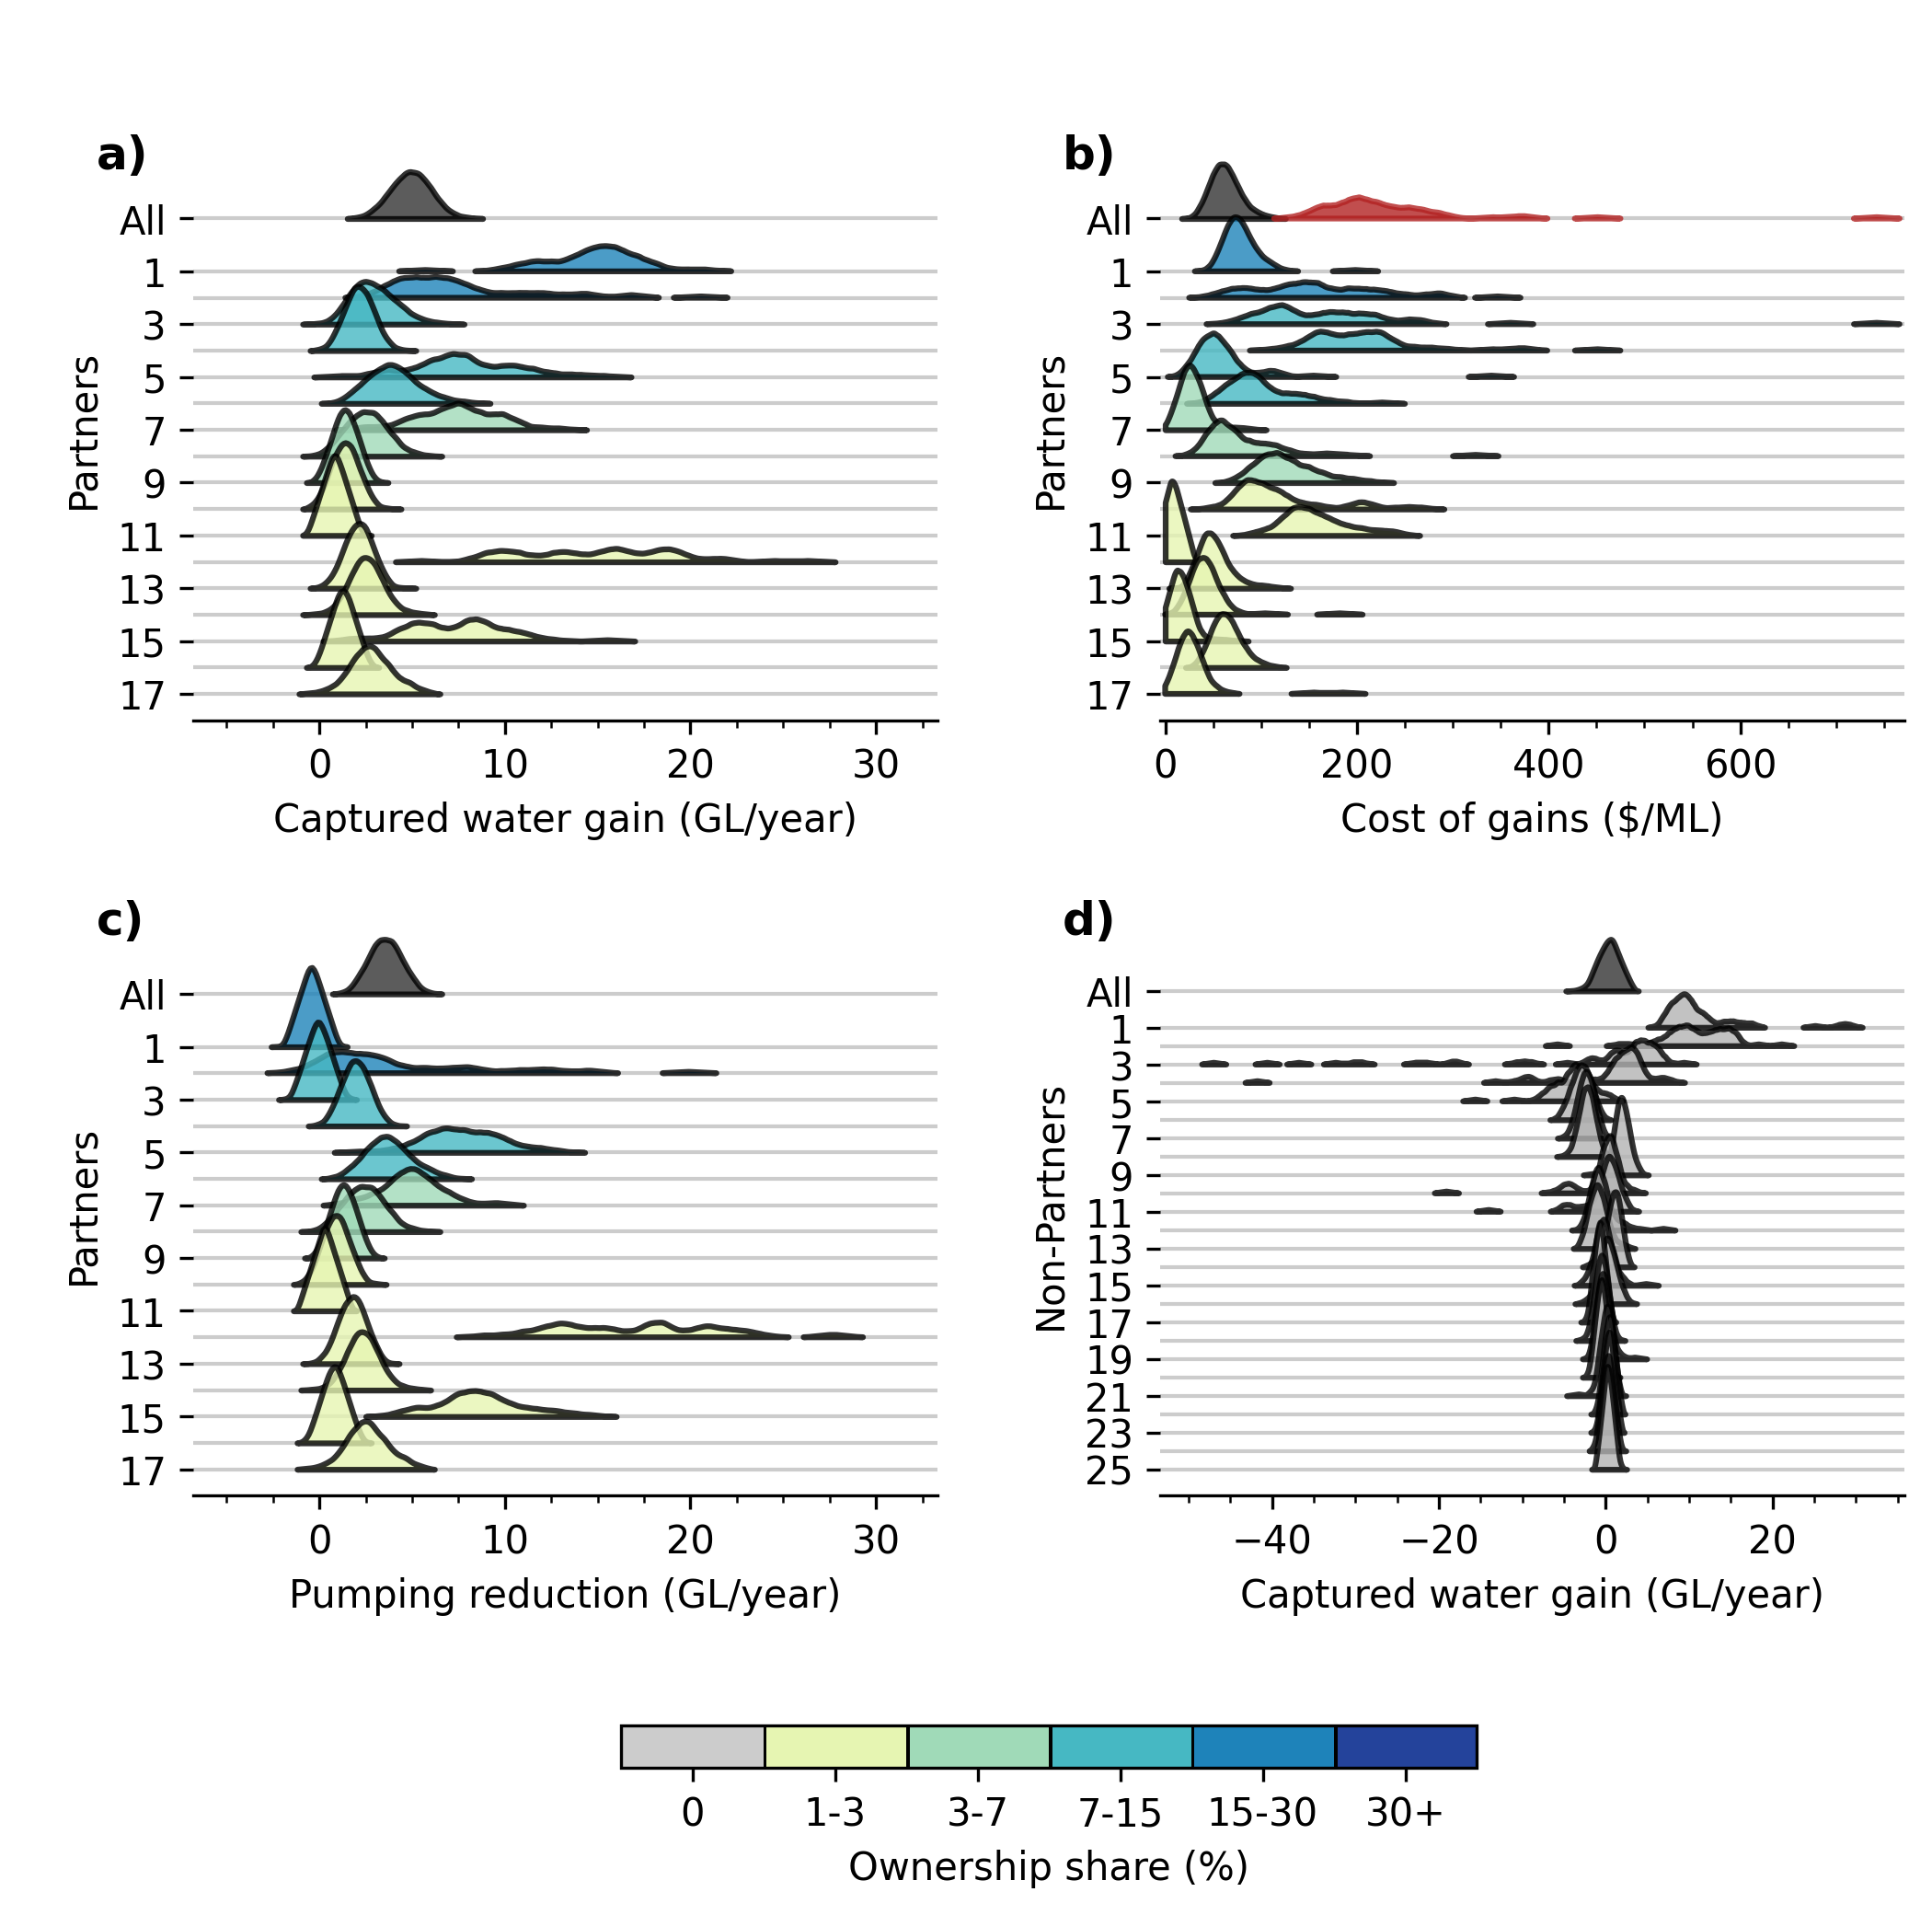 a)
All
1
3
5
7
9
11
13
15
17
Partners
0 10 20 30
Captured water gain (GL/year)
b)
All
1
3
5
7
9
11
13
15
17
Partners
0 200 400 600
Cost of gains ($/ML)
c)
All
1
3
5
7
9
11
13
15
17
Partners
0 10 20 30
Pumping reduction (GL/year)
d)
All
1
3
5
7
9
11
13
15
17
19
21
23
25
Non-Partners
−40 −20 0 20
Captured water gain (GL/year)
0 1-3 3-7 7-15 15-30 30+
Ownership share (%)